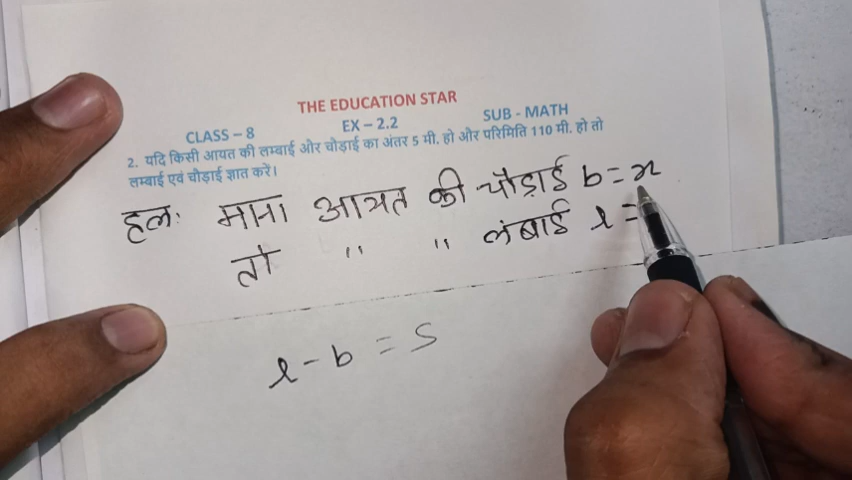 THE EDUCATION STAR
CLASS – 8 EX – 2.2 SUB - MATH
2. यदि किसी आयत की लम्बाई और चोड़ाई का अंतर 5 मी. हो और परिमिति 110 मी. हो तो
लम्बाई एवं चौड़ाई ज्ञात करें।
हल: माना आयत की चौड़ाई b = x
तो " " लंबाई l =
l - b = 5